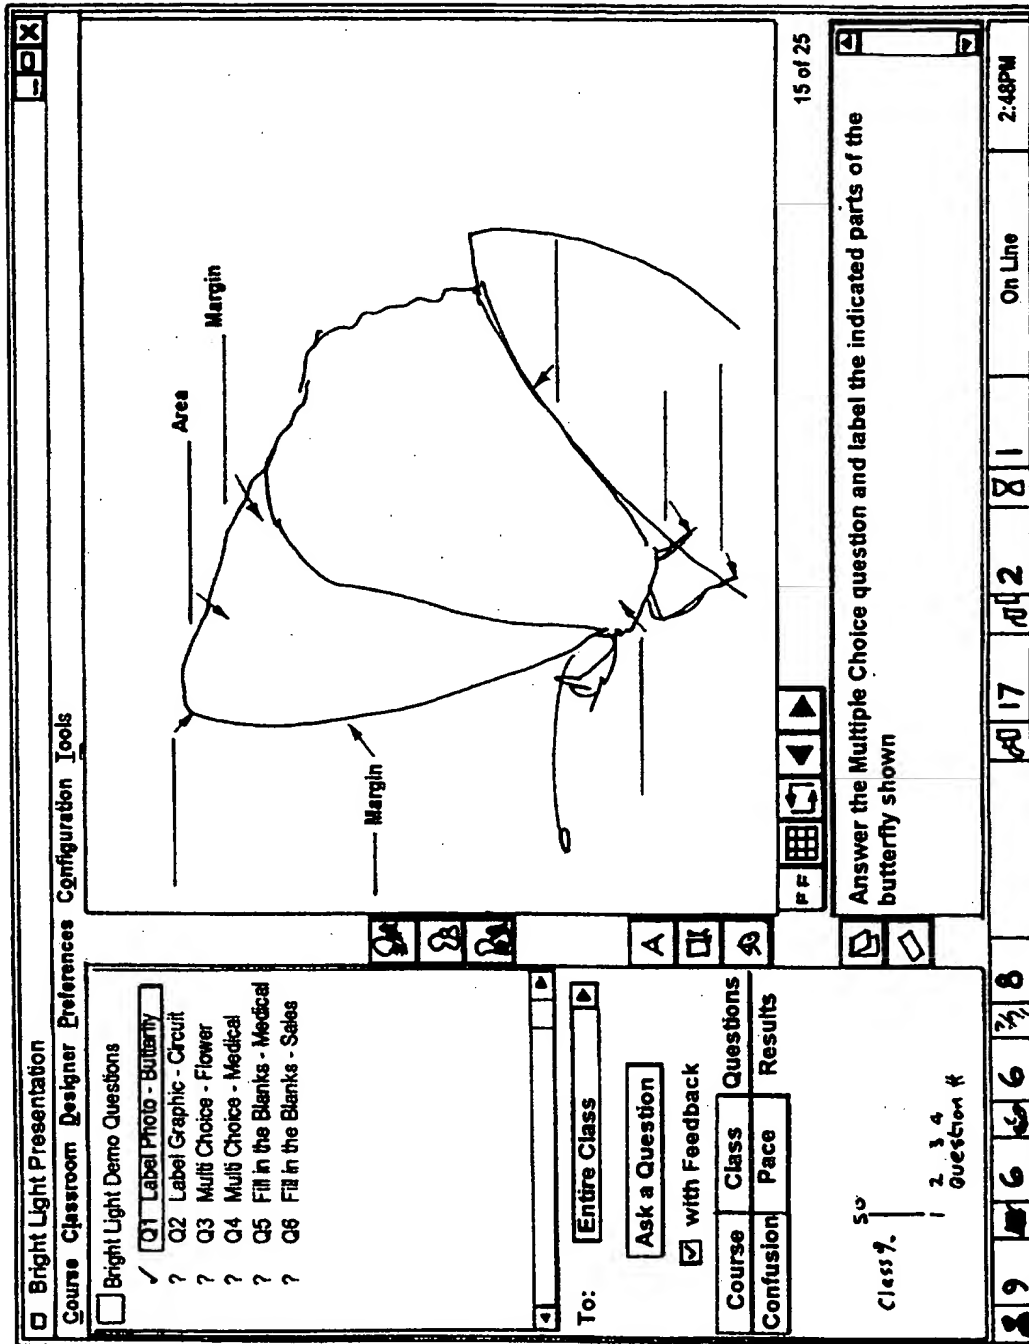 Bright Light Presentation
Course Classroom Designer Preferences Configuration Tools
Bright Light Demo Questions
✓ Q1 Label Photo - Butterfly
? Q2 Label Graphic - Circuit
? Q3 Multi Choice - Flower
? Q4 Multi Choice - Medical
? Q5 Fill in the Blanks - Medical
? Q6 Fill in the Blanks - Sales
To: Entire Class
Ask a Question
with Feedback
Course Class Questions
Confusion Pace Results
Class %
50
1 2 3 4
Question #
A
Area
Margin
Margin
FF
15 of 25
Answer the Multiple Choice question and label the indicated parts of the
butterfly shown
9 6 6 8 17 2 1 On Line 2:48PM